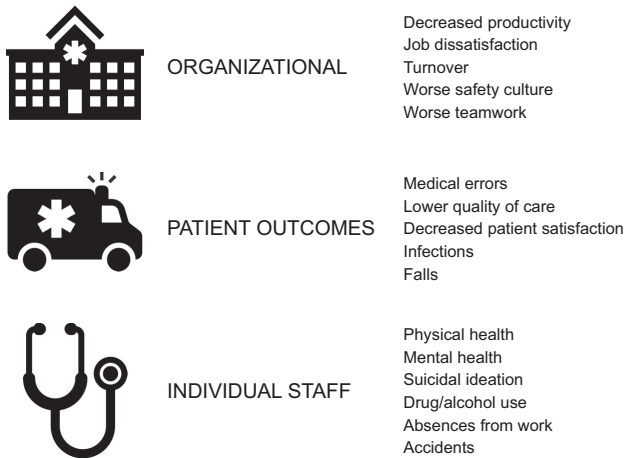 ORGANIZATIONAL
Decreased productivity
Job dissatisfaction
Turnover
Worse safety culture
Worse teamwork
PATIENT OUTCOMES
Medical errors
Lower quality of care
Decreased patient satisfaction
Infections
Falls
INDIVIDUAL STAFF
Physical health
Mental health
Suicidal ideation
Drug/alcohol use
Absences from work
Accidents